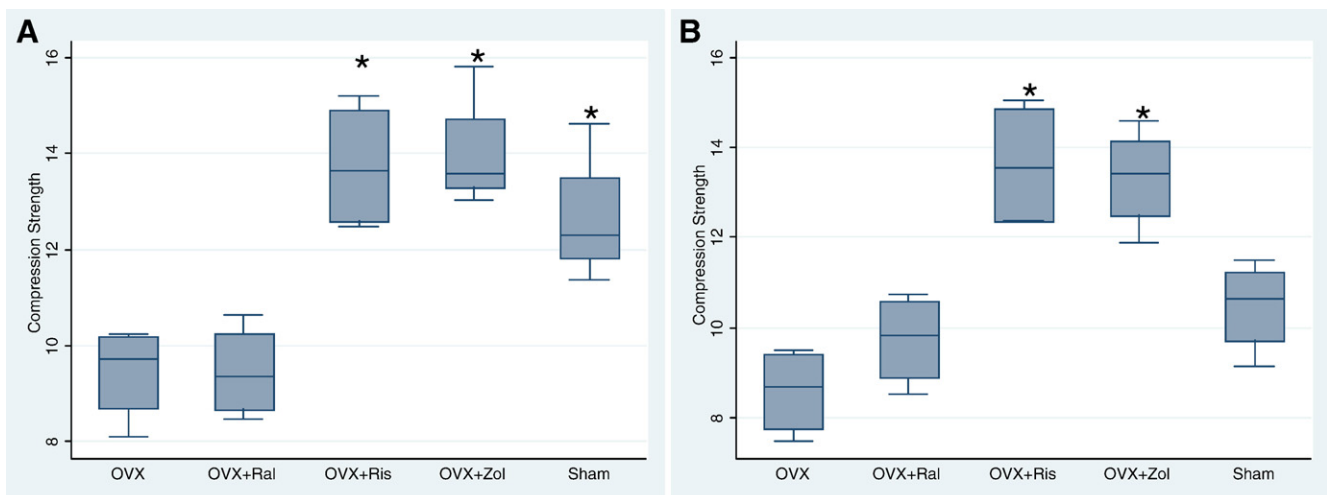 A
Compression Strength
16
14
12
10
8
*
*
*
OVX
OVX+Ral
OVX+Ris
OVX+Zol
Sham
B
Compression Strength
16
14
12
10
8
*
*
OVX
OVX+Ral
OVX+Ris
OVX+Zol
Sham